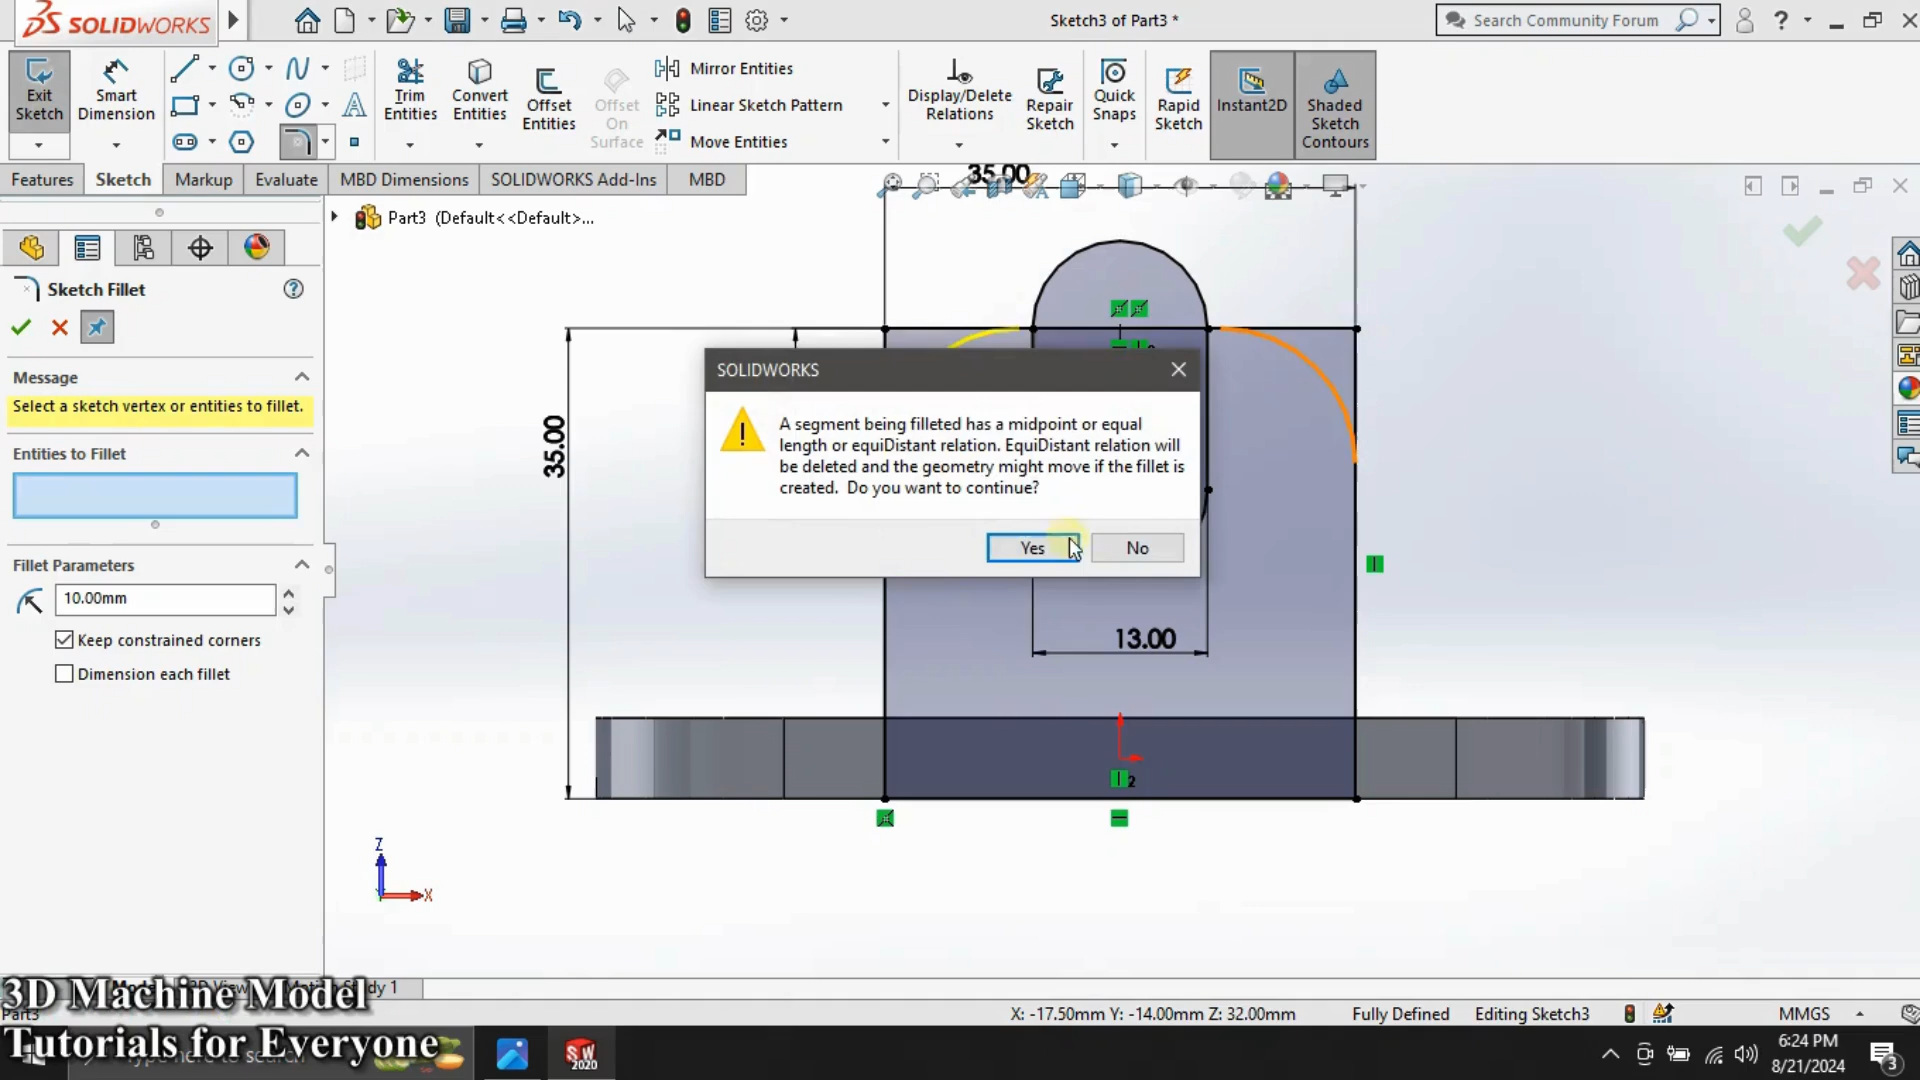 SOLIDWORKS
Sketch3 of Part3 *
Search Community Forum
?
Exit Sketch
Smart Dimension
Trim Entities
Convert Entities
Offset Entities
Offset On Surface
Mirror Entities
Linear Sketch Pattern
Move Entities
Display/Delete Relations
Repair Sketch
Quick Snaps
Rapid Sketch
Instant2D
Shaded Sketch Contours
Features
Sketch
Markup
Evaluate
MBD Dimensions
SOLIDWORKS Add-Ins
MBD
35.00
Part3 (Default<<Default>...
Sketch Fillet
Message
Select a sketch vertex or entities to fillet.
Entities to Fillet
Fillet Parameters
10.00mm
Keep constrained corners
Dimension each fillet
35.00
SOLIDWORKS
A segment being filleted has a midpoint or equal
length or equiDistant relation. EquiDistant relation will
be deleted and the geometry might move if the fillet is
created. Do you want to continue?
Yes
No
13.00
2
Z
X
3D Machine Model
Tutorials for Everyone
Part3
X: -17.50mm Y: -14.00mm Z: 32.00mm
Fully Defined
Editing Sketch3
MMGS
SW
2020
6:24 PM
8/21/2024
3